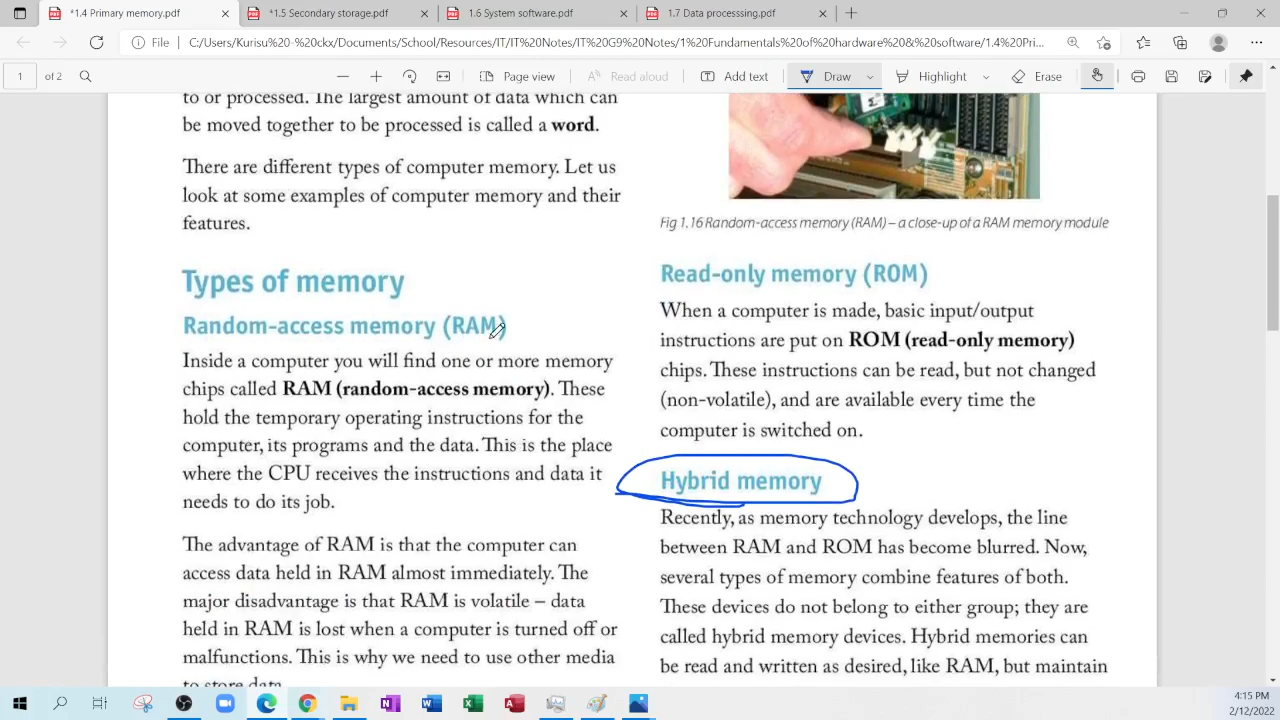 *1.4 Primary memory.pdf
*1.5 Secondary storage.pdf
1.6 System software.pdf
1.7 Data processsing.pdf
File
C:/Users/Kurisu%20-%20ckx/Documents/School/Resources/IT/IT%20Notes/IT%20G9%20Notes/1%20Fundamentals%20of%20hardware%20&%20software/1.4%20Pri...
1
of 2
Page view
Read aloud
Add text
Draw
Highlight
Erase
to or processed. The largest amount of data which can
be moved together to be processed is called a word.
There are different types of computer memory. Let us
look at some examples of computer memory and their
features.
Types of memory
Random-access memory (RAM)
Inside a computer you will find one or more memory
chips called RAM (random-access memory). These
hold the temporary operating instructions for the
computer, its programs and the data. This is the place
where the CPU receives the instructions and data it
needs to do its job.
The advantage of RAM is that the computer can
access data held in RAM almost immediately. The
major disadvantage is that RAM is volatile – data
held in RAM is lost when a computer is turned off or
malfunctions. This is why we need to use other media
to store data.
Fig 1.16 Random-access memory (RAM) – a close-up of a RAM memory module
Read-only memory (ROM)
When a computer is made, basic input/output
instructions are put on ROM (read-only memory)
chips. These instructions can be read, but not changed
(non-volatile), and are available every time the
computer is switched on.
Hybrid memory
Recently, as memory technology develops, the line
between RAM and ROM has become blurred. Now,
several types of memory combine features of both.
These devices do not belong to either group; they are
called hybrid memory devices. Hybrid memories can
be read and written as desired, like RAM, but maintain
4:15 PM
2/12/2022